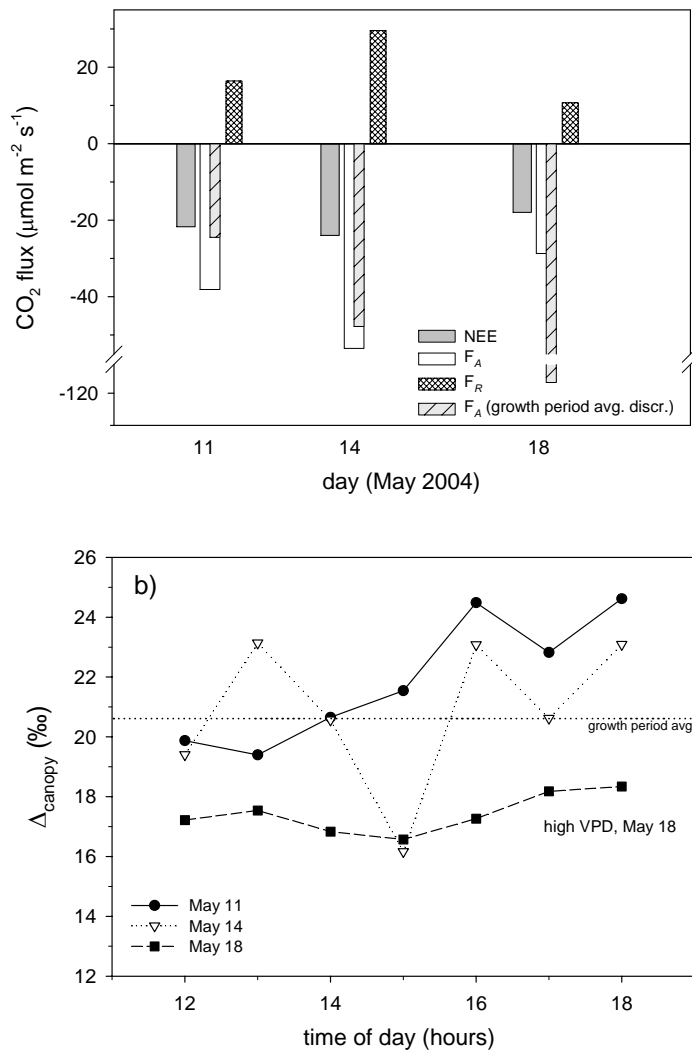 20
0
-20
-40
-120
CO2 flux (μmol m-2 s-1)
NEE
FA
FR
FA (growth period avg. discr.)
11 14 18
day (May 2004)
b)
26
24
22
20
18
16
14
12
Δcanopy (‰)
growth period avg
high VPD, May 18
May 11
May 14
May 18
12 14 16 18
time of day (hours)